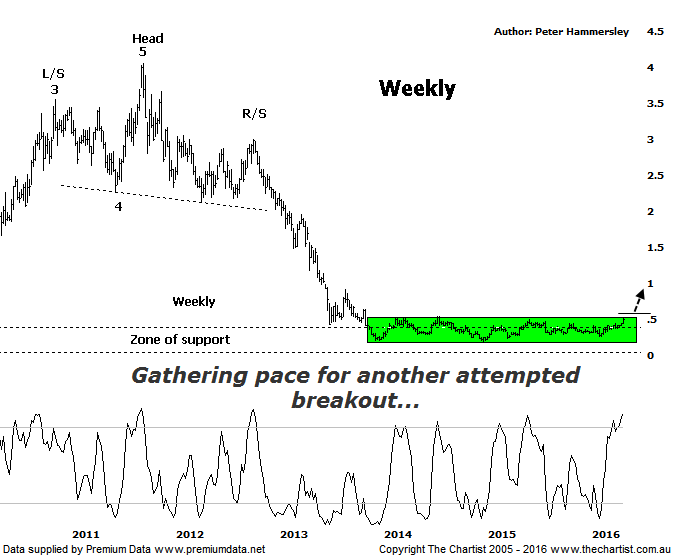 Author: Peter Hammersley
4.5
Head
5
4
L/S
3
Weekly
3.5
R/S
3
2.5
4
2
1.5
1
Weekly
.5
Zone of support
0
Gathering pace for another attempted
breakout...
2011 2012 2013 2014 2015 2016
Data supplied by Premium Data www.premiumdata.net
Copyright The Chartist 2005 - 2016 www.thechartist.com.au